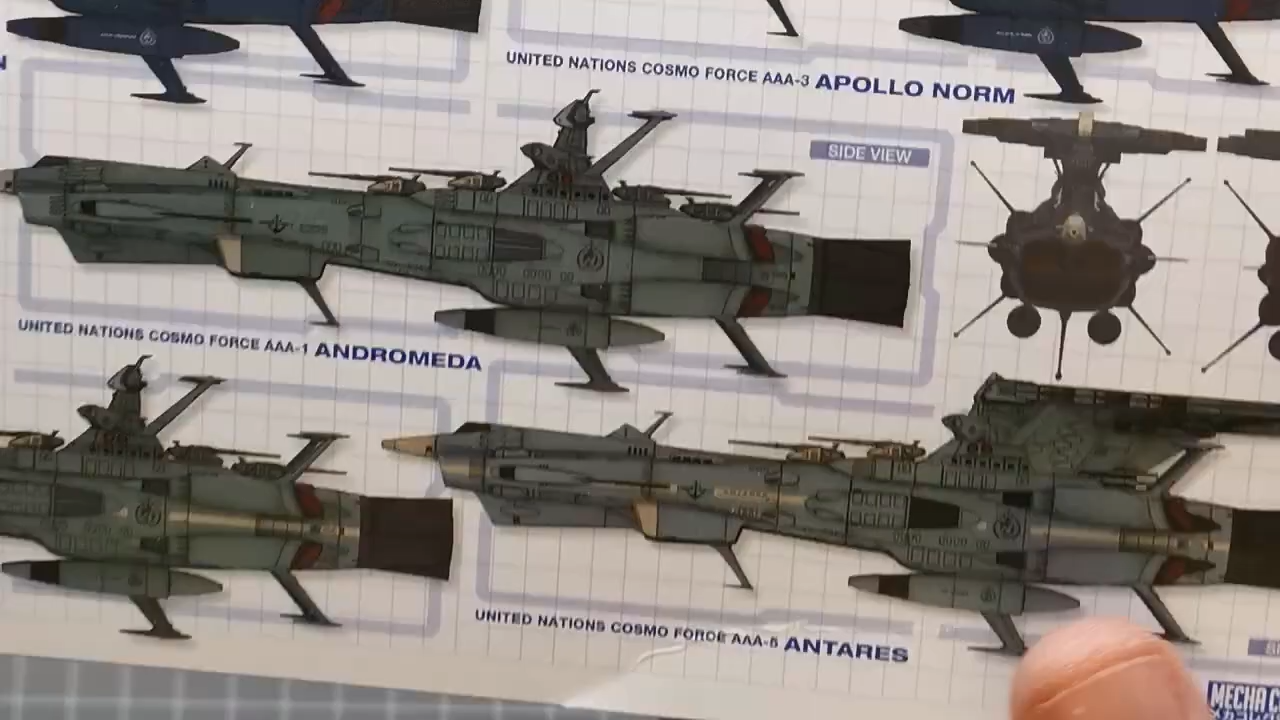 N
UNITED NATIONS COSMO FORCE AAA-3 APOLLO NORM
SIDE VIEW
UNITED NATIONS COSMO FORCE AAA-1 ANDROMEDA
UNITED NATIONS COSMO FORCE AAA-5 ANTARES
MECHA C